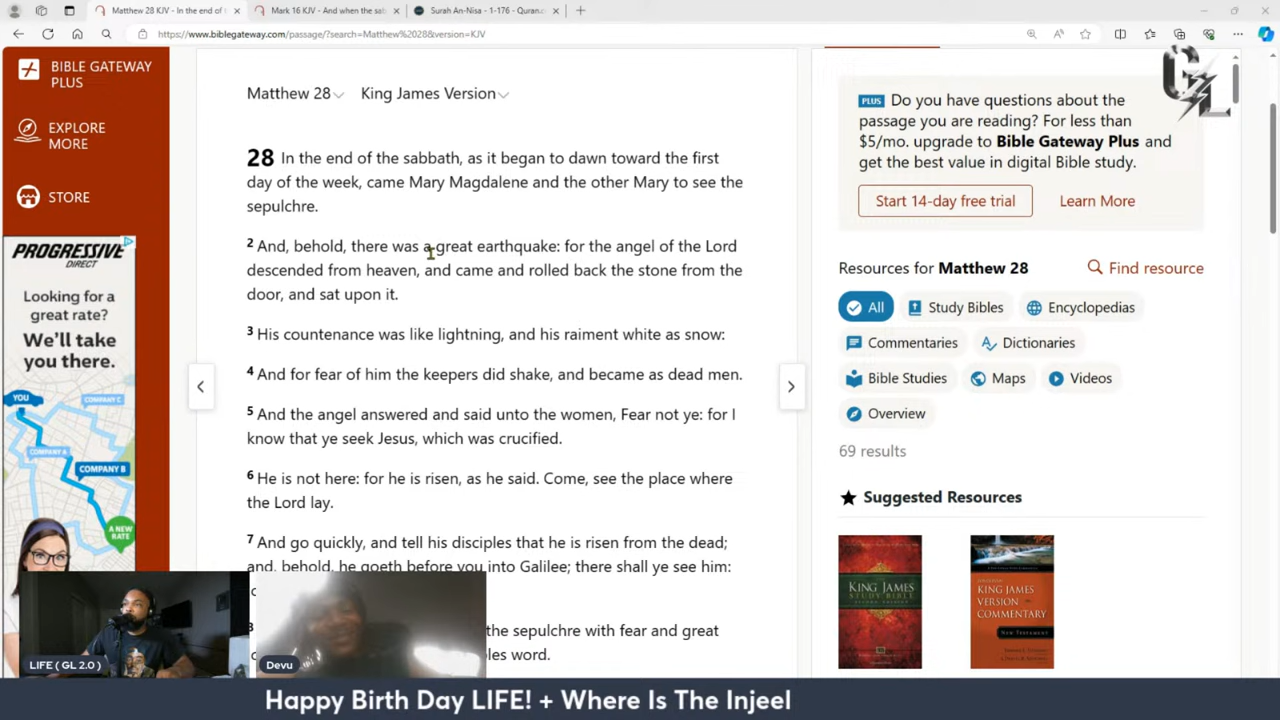 Matthew 28 KJV - In the end of t
Mark 16 KJV - And when the sab
Surah An-Nisa - 1-176 - Quran.c
https://www.biblegateway.com/passage/?search=Matthew%2028&version=KJV
BIBLE GATEWAY
PLUS
EXPLORE
MORE
STORE
PROGRESSIVE
DIRECT
Looking for a
great rate?
We'll take
you there.
YOU
COMPANY C
COMPANY A
COMPANY B
A NEW
RATE
Matthew 28
King James Version
28 In the end of the sabbath, as it began to dawn toward the first
day of the week, came Mary Magdalene and the other Mary to see the
sepulchre.
2 And, behold, there was a great earthquake: for the angel of the Lord
descended from heaven, and came and rolled back the stone from the
door, and sat upon it.
3 His countenance was like lightning, and his raiment white as snow:
4 And for fear of him the keepers did shake, and became as dead men.
5 And the angel answered and said unto the women, Fear not ye: for I
know that ye seek Jesus, which was crucified.
6 He is not here: for he is risen, as he said. Come, see the place where
the Lord lay.
7 And go quickly, and tell his disciples that he is risen from the dead;
and, behold, he goeth before you into Galilee; there shall ye see him:
the sepulchre with fear and great
les word.
PLUS Do you have questions about the
passage you are reading? For less than
$5/mo. upgrade to Bible Gateway Plus and
get the best value in digital Bible study.
Start 14-day free trial
Learn More
Resources for Matthew 28
Find resource
All
Study Bibles
Encyclopedias
Commentaries
Dictionaries
Bible Studies
Maps
Videos
Overview
69 results
Suggested Resources
KING JAMES
STUDY BIBLE
KING JAMES
VERSION
COMMENTARY
NEW TESTAMENT
GL
LIFE ( GL 2.0 )
Devu
Happy Birth Day LIFE! + Where Is The Injeel